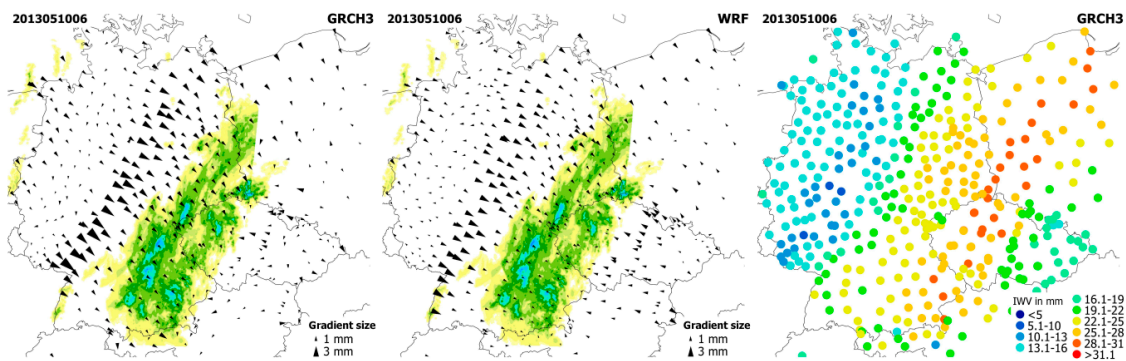 2013051006 GRCH3
Gradient size
1 mm
3 mm
2013051006 WRF
Gradient size
1 mm
3 mm
2013051006 GRCH3
IWV in mm
<5
5.1-10
10.1-13
13.1-16
16.1-19
19.1-22
22.1-25
25.1-28
28.1-31
>31.1